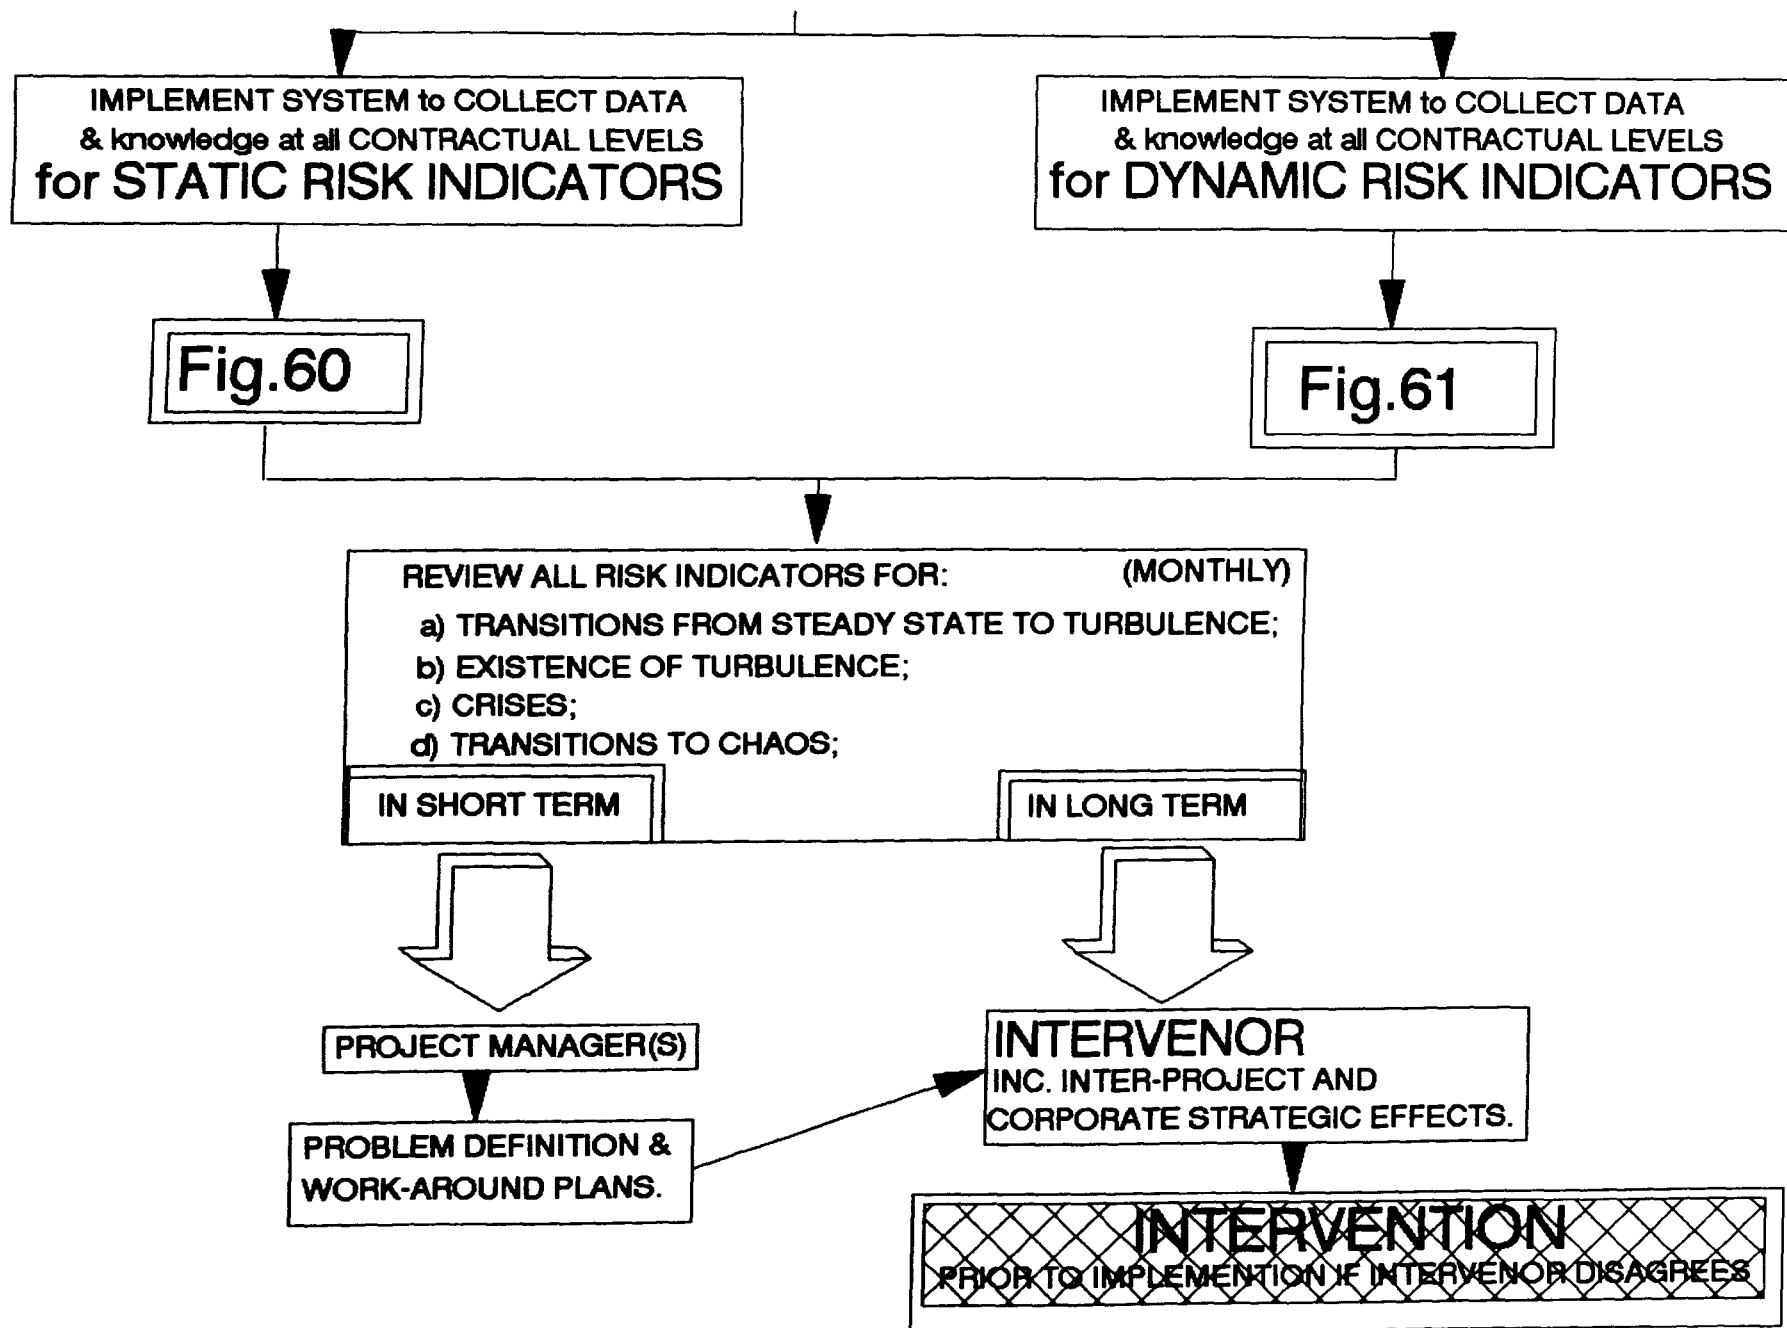 IMPLEMENT SYSTEM to COLLECT DATA
& knowledge at all CONTRACTUAL LEVELS
for STATIC RISK INDICATORS
IMPLEMENT SYSTEM to COLLECT DATA
& knowledge at all CONTRACTUAL LEVELS
for DYNAMIC RISK INDICATORS
Fig.60
Fig.61
REVIEW ALL RISK INDICATORS FOR: (MONTHLY)
a) TRANSITIONS FROM STEADY STATE TO TURBULENCE;
b) EXISTENCE OF TURBULENCE;
c) CRISES;
d) TRANSITIONS TO CHAOS;
IN SHORT TERM
IN LONG TERM
PROJECT MANAGER(S)
PROBLEM DEFINITION &
WORK-AROUND PLANS.
INTERVENOR
INC. INTER-PROJECT AND
CORPORATE STRATEGIC EFFECTS.
INTERVENTION
PRIOR TO IMPLEMENTION IF INTERVENOR DISAGREES